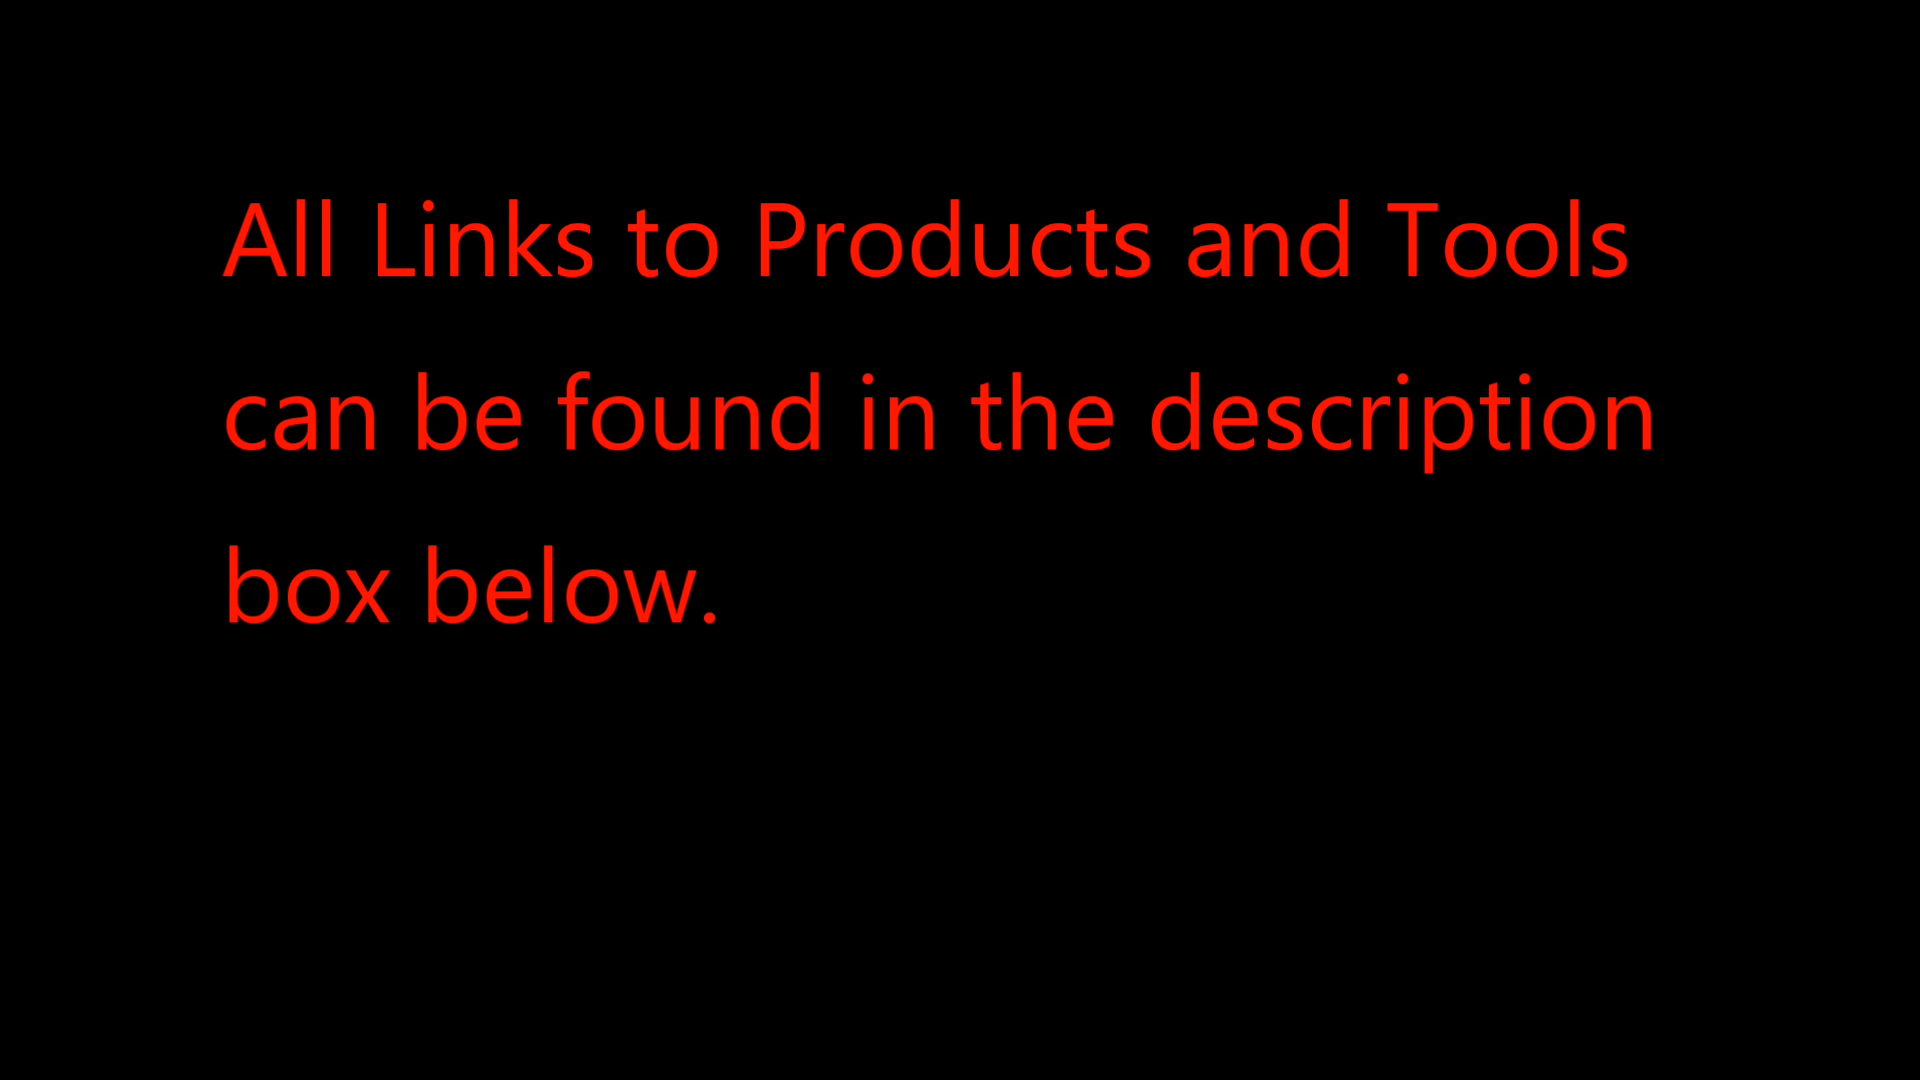 All Links to Products and Tools
can be found in the description
box below.